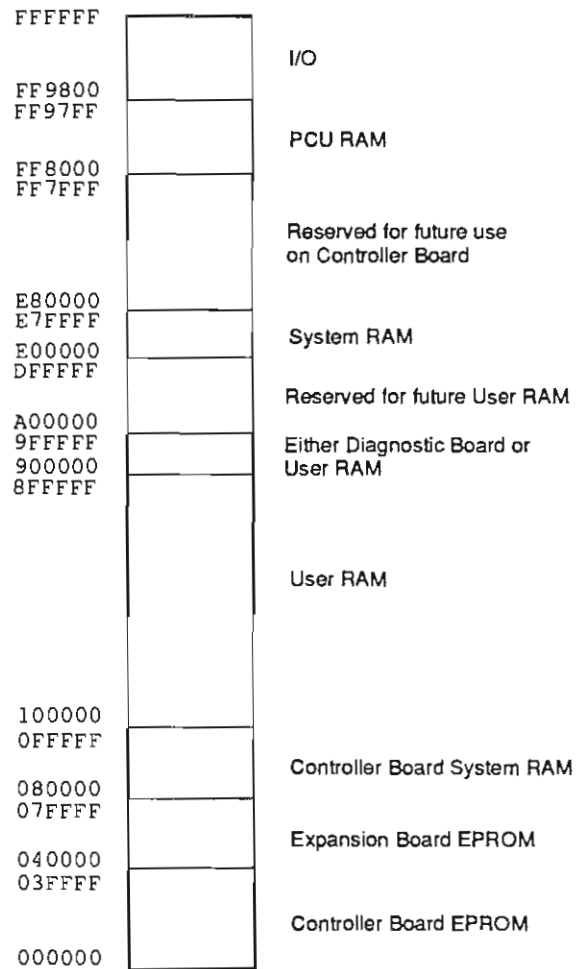 FFFFFF
I/O
FF9800
FF97FF
PCU RAM
FF8000
FF7FFF
Reserved for future use
on Controller Board
E80000
E7FFFF
System RAM
E00000
DFFFFF
Reserved for future User RAM
A00000
9FFFFF
Either Diagnostic Board or
User RAM
900000
8FFFFF
User RAM
100000
0FFFFF
Controller Board System RAM
080000
07FFFF
Expansion Board EPROM
040000
03FFFF
Controller Board EPROM
000000